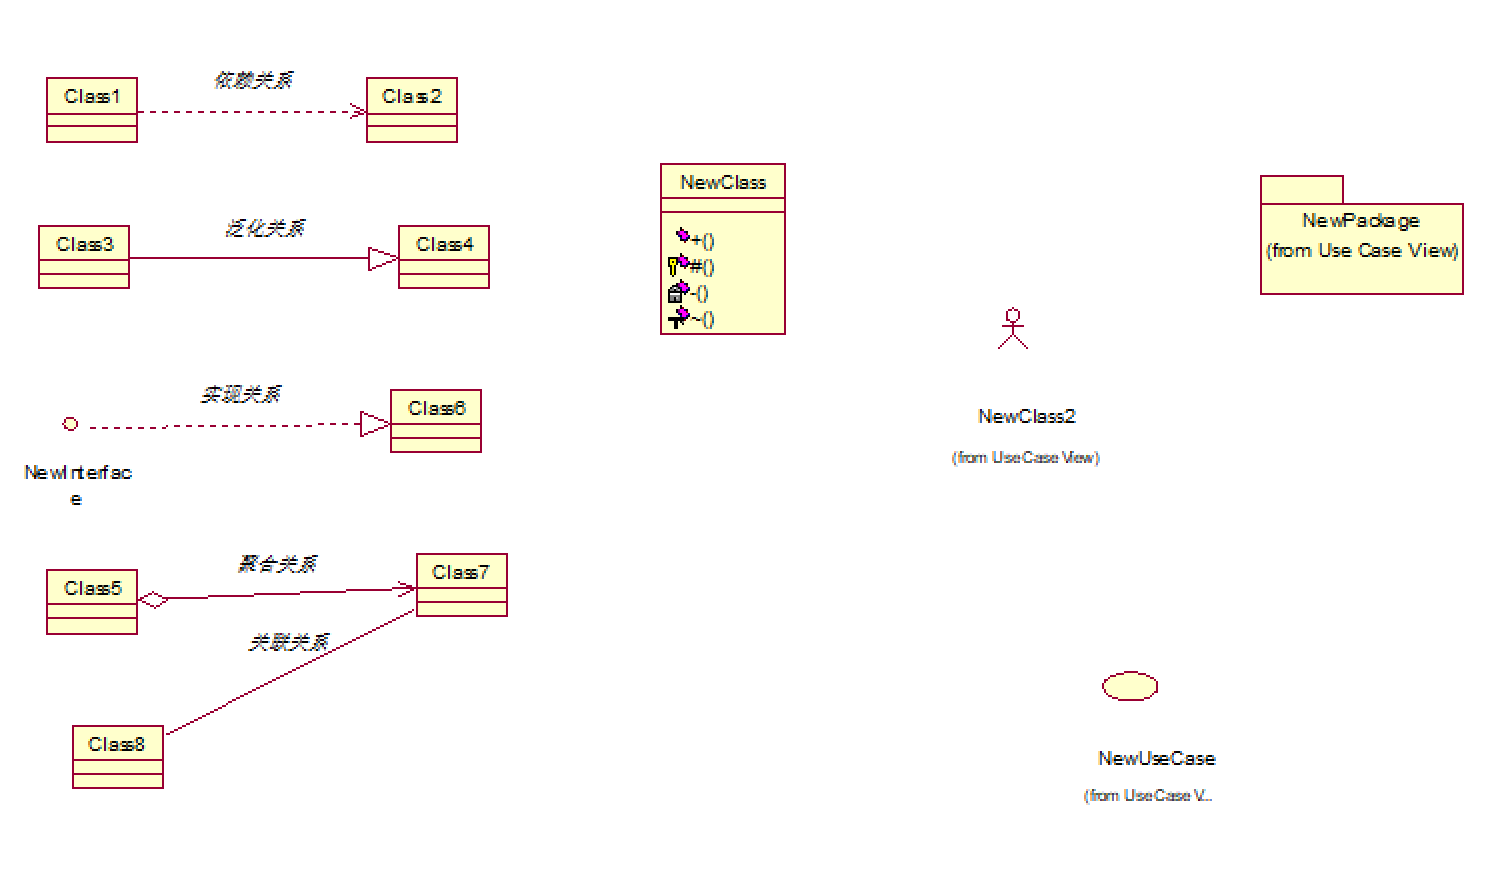 依赖关系
Class1
Class2
泛化关系
Class3
Class4
实现关系
NewInterfac
e
Class6
聚合关系
Class5
Class7
关联关系
Class8
NewClass
+()
#()
-()
~()
NewClass2
(from Use Case View)
NewPackage
(from Use Case View)
NewUseCase
(from Use Case V...